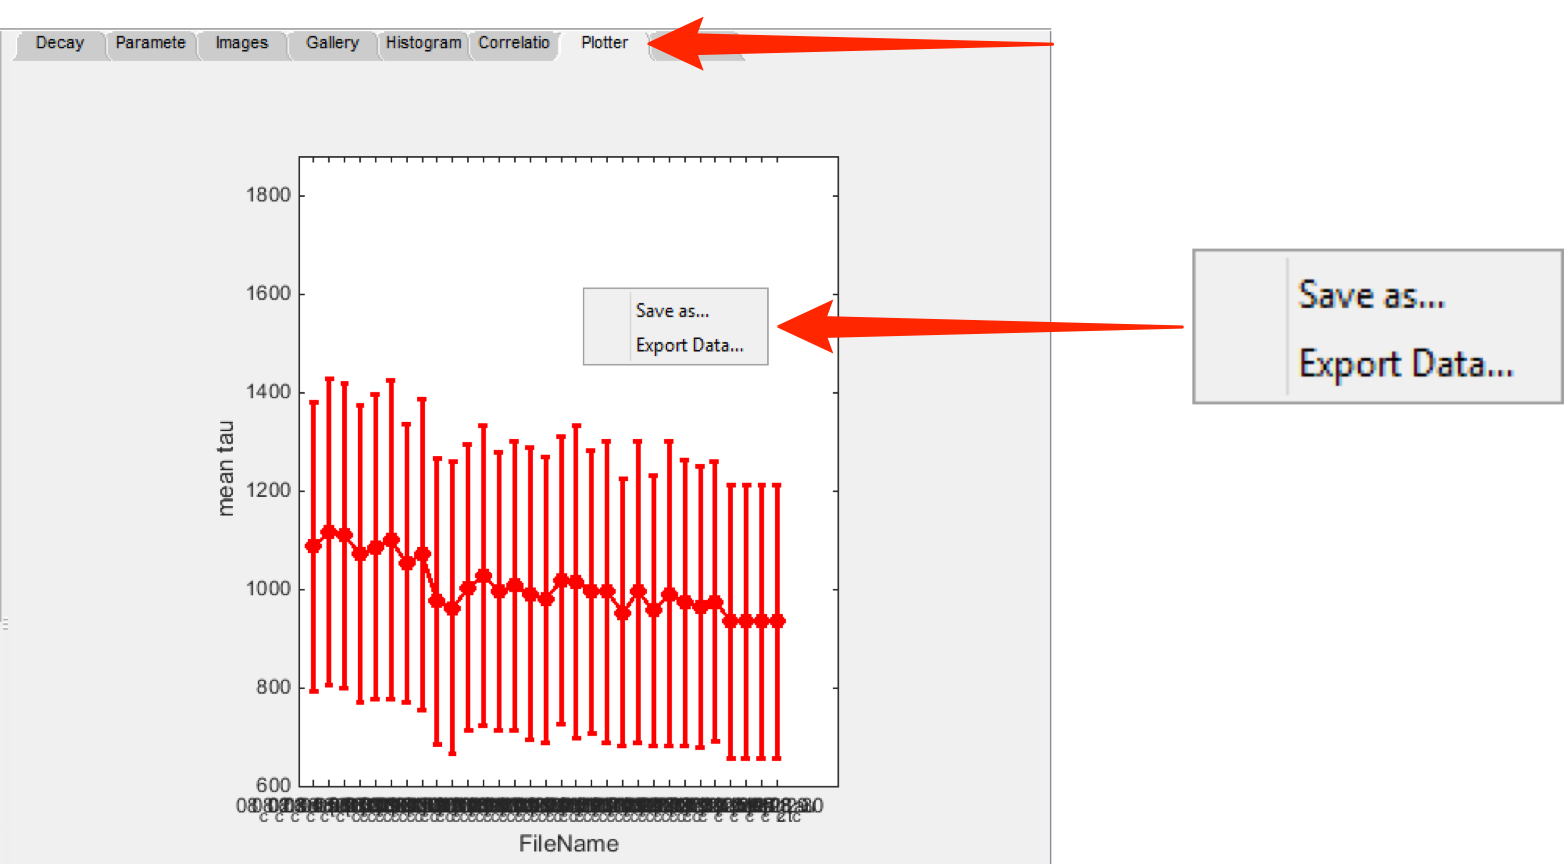 Decay Paramete Images Gallery Histogram Correlatio Plotter
1800
1600
1400
1200
1000
800
600
mean tau
Save as...
Export Data...
FileName
Save as...
Export Data...